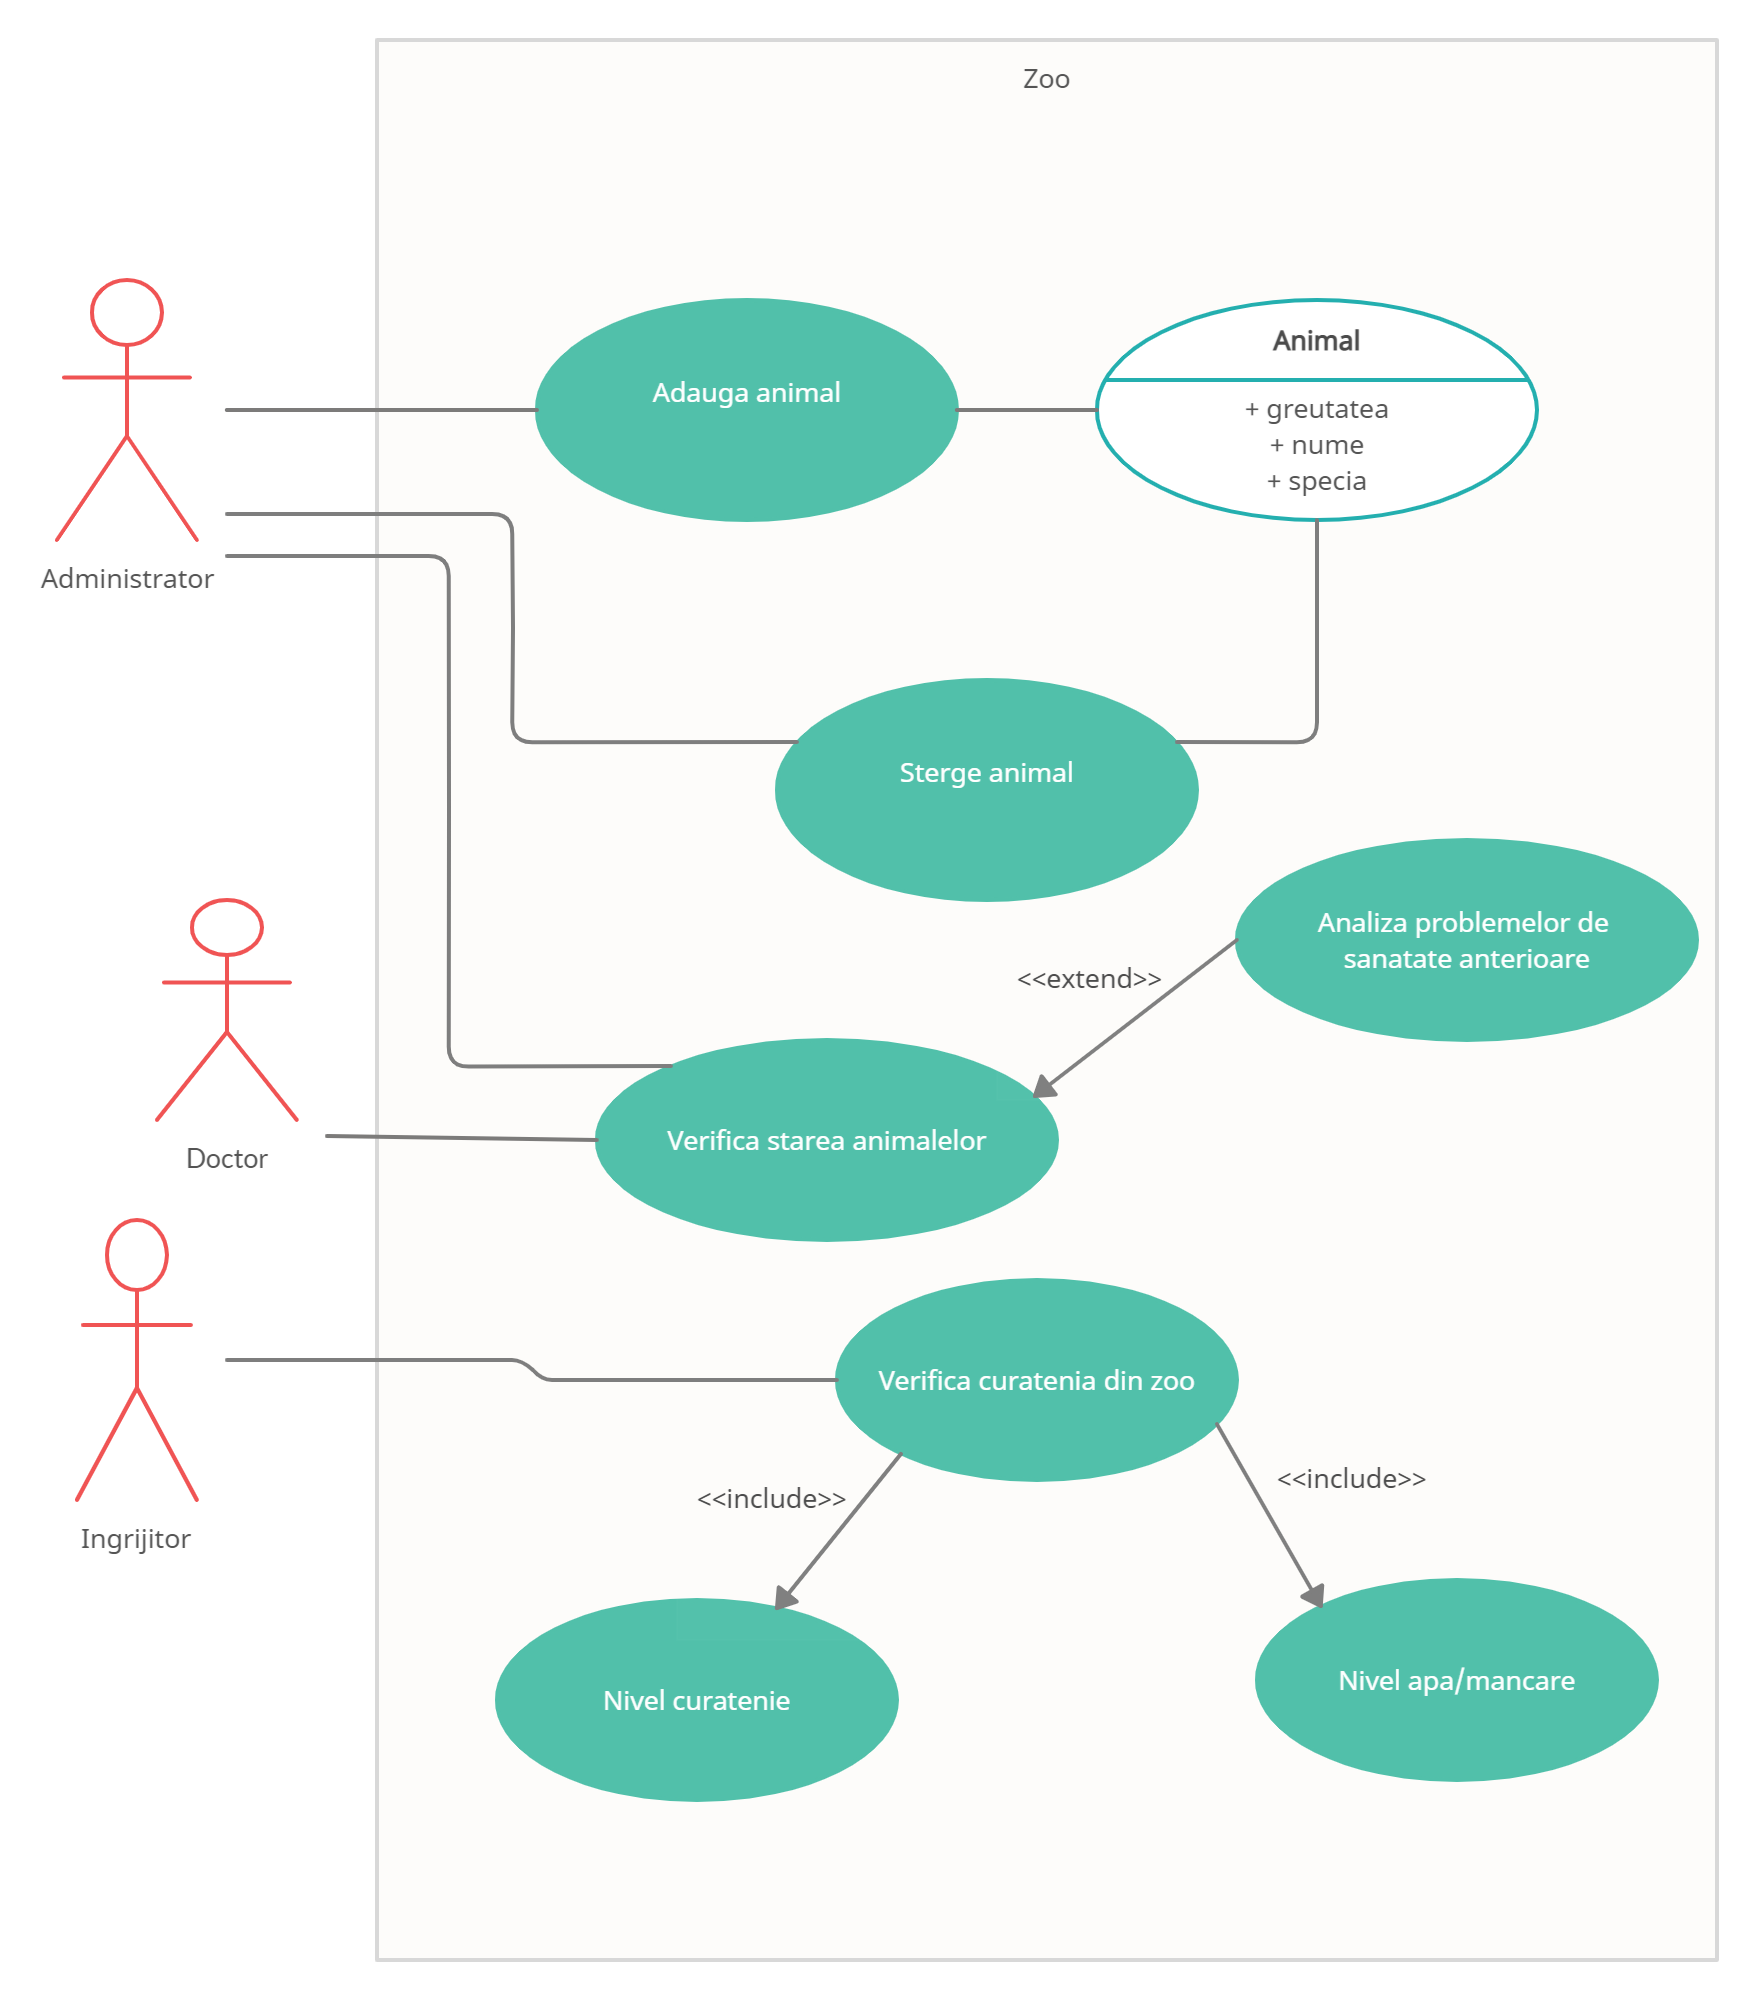 Zoo
Adauga animal
Animal
+ greutatea
+ nume
+ specia
Administrator
Sterge animal
Analiza problemelor de
sanatate anterioare
<<extend>>
Verifica starea animalelor
Doctor
Verifica curatenia din zoo
<<include>>
<<include>>
Ingrijitor
Nivel curatenie
Nivel apa/mancare